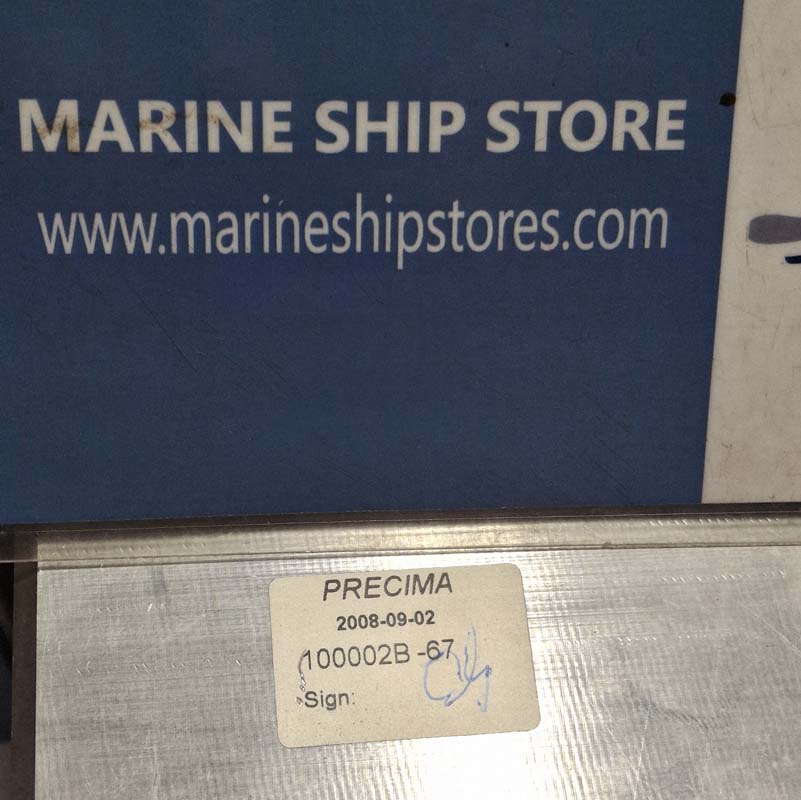 MARINE SHIP STORE
www.marineshipstores.com
PRECIMA
2008-09-02
100002B -67
Sign: